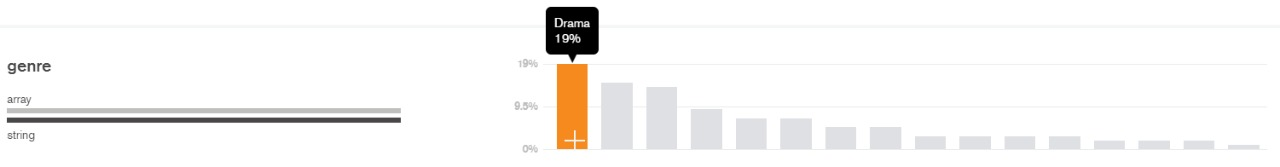 Drama
19%
genre
array
string
19%
9.5%
0%